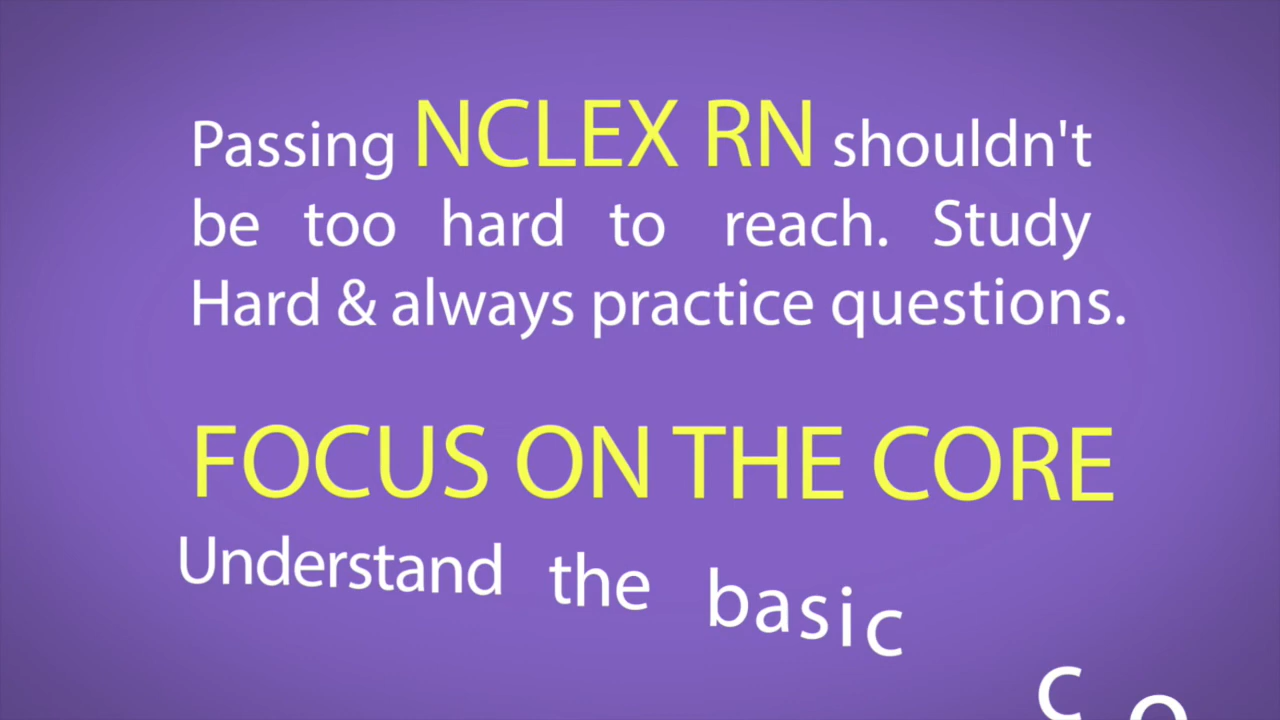 Passing NCLEX RN shouldn't
be too hard to reach. Study
Hard & always practice questions.
FOCUS ON THE CORE
Understand the basic